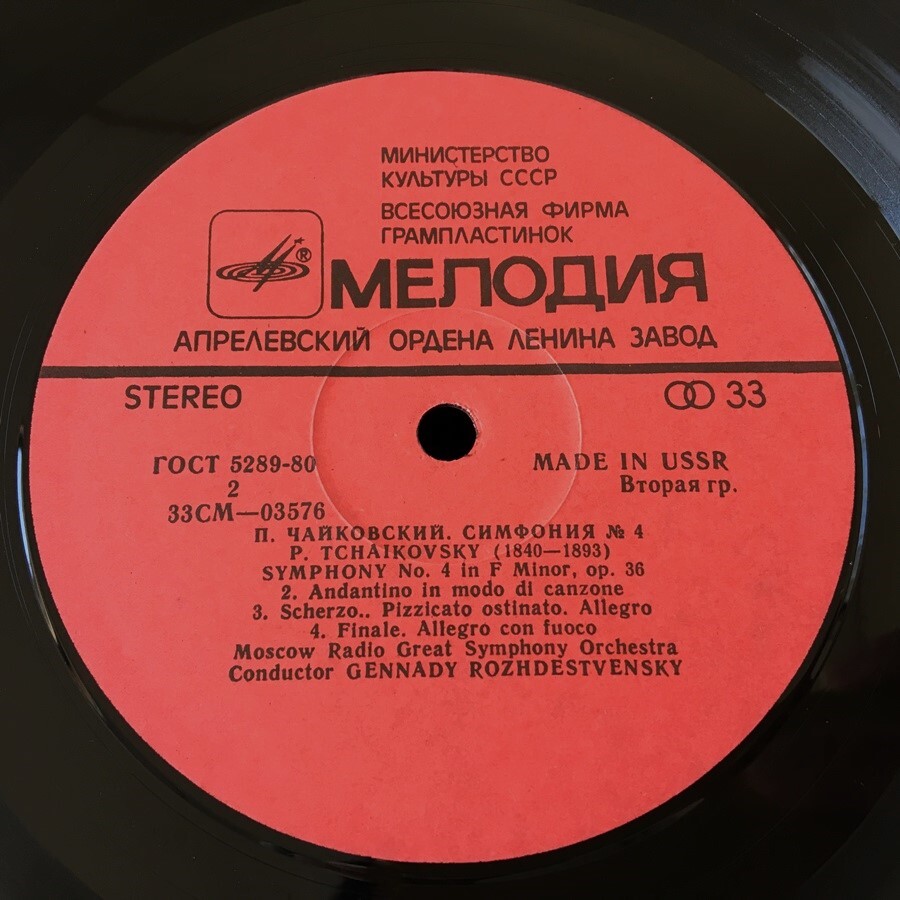 МИНИСТЕРСТВО
КУЛЬТУРЫ СССР
ВСЕСОЮЗНАЯ ФИРМА
ГРАМПЛАСТИНОК
®
МЕЛОДИЯ
АПРЕЛЕВСКИЙ ОРДЕНА ЛЕНИНА ЗАВОД
STEREO 33
ГОСТ 5289-80 MADE IN USSR
2 Вторая гр.
33СМ—03576
П. ЧАЙКОВСКИЙ. СИМФОНИЯ № 4
P. TCHAIKOVSKY (1840—1893)
SYMPHONY No. 4 in F Minor, op. 36
2. Andantino in modo di canzone
3. Scherzo.. Pizzicato ostinato. Allegro
4. Finale. Allegro con fuoco
Moscow Radio Great Symphony Orchestra
Conductor GENNADY ROZHDESTVENSKY